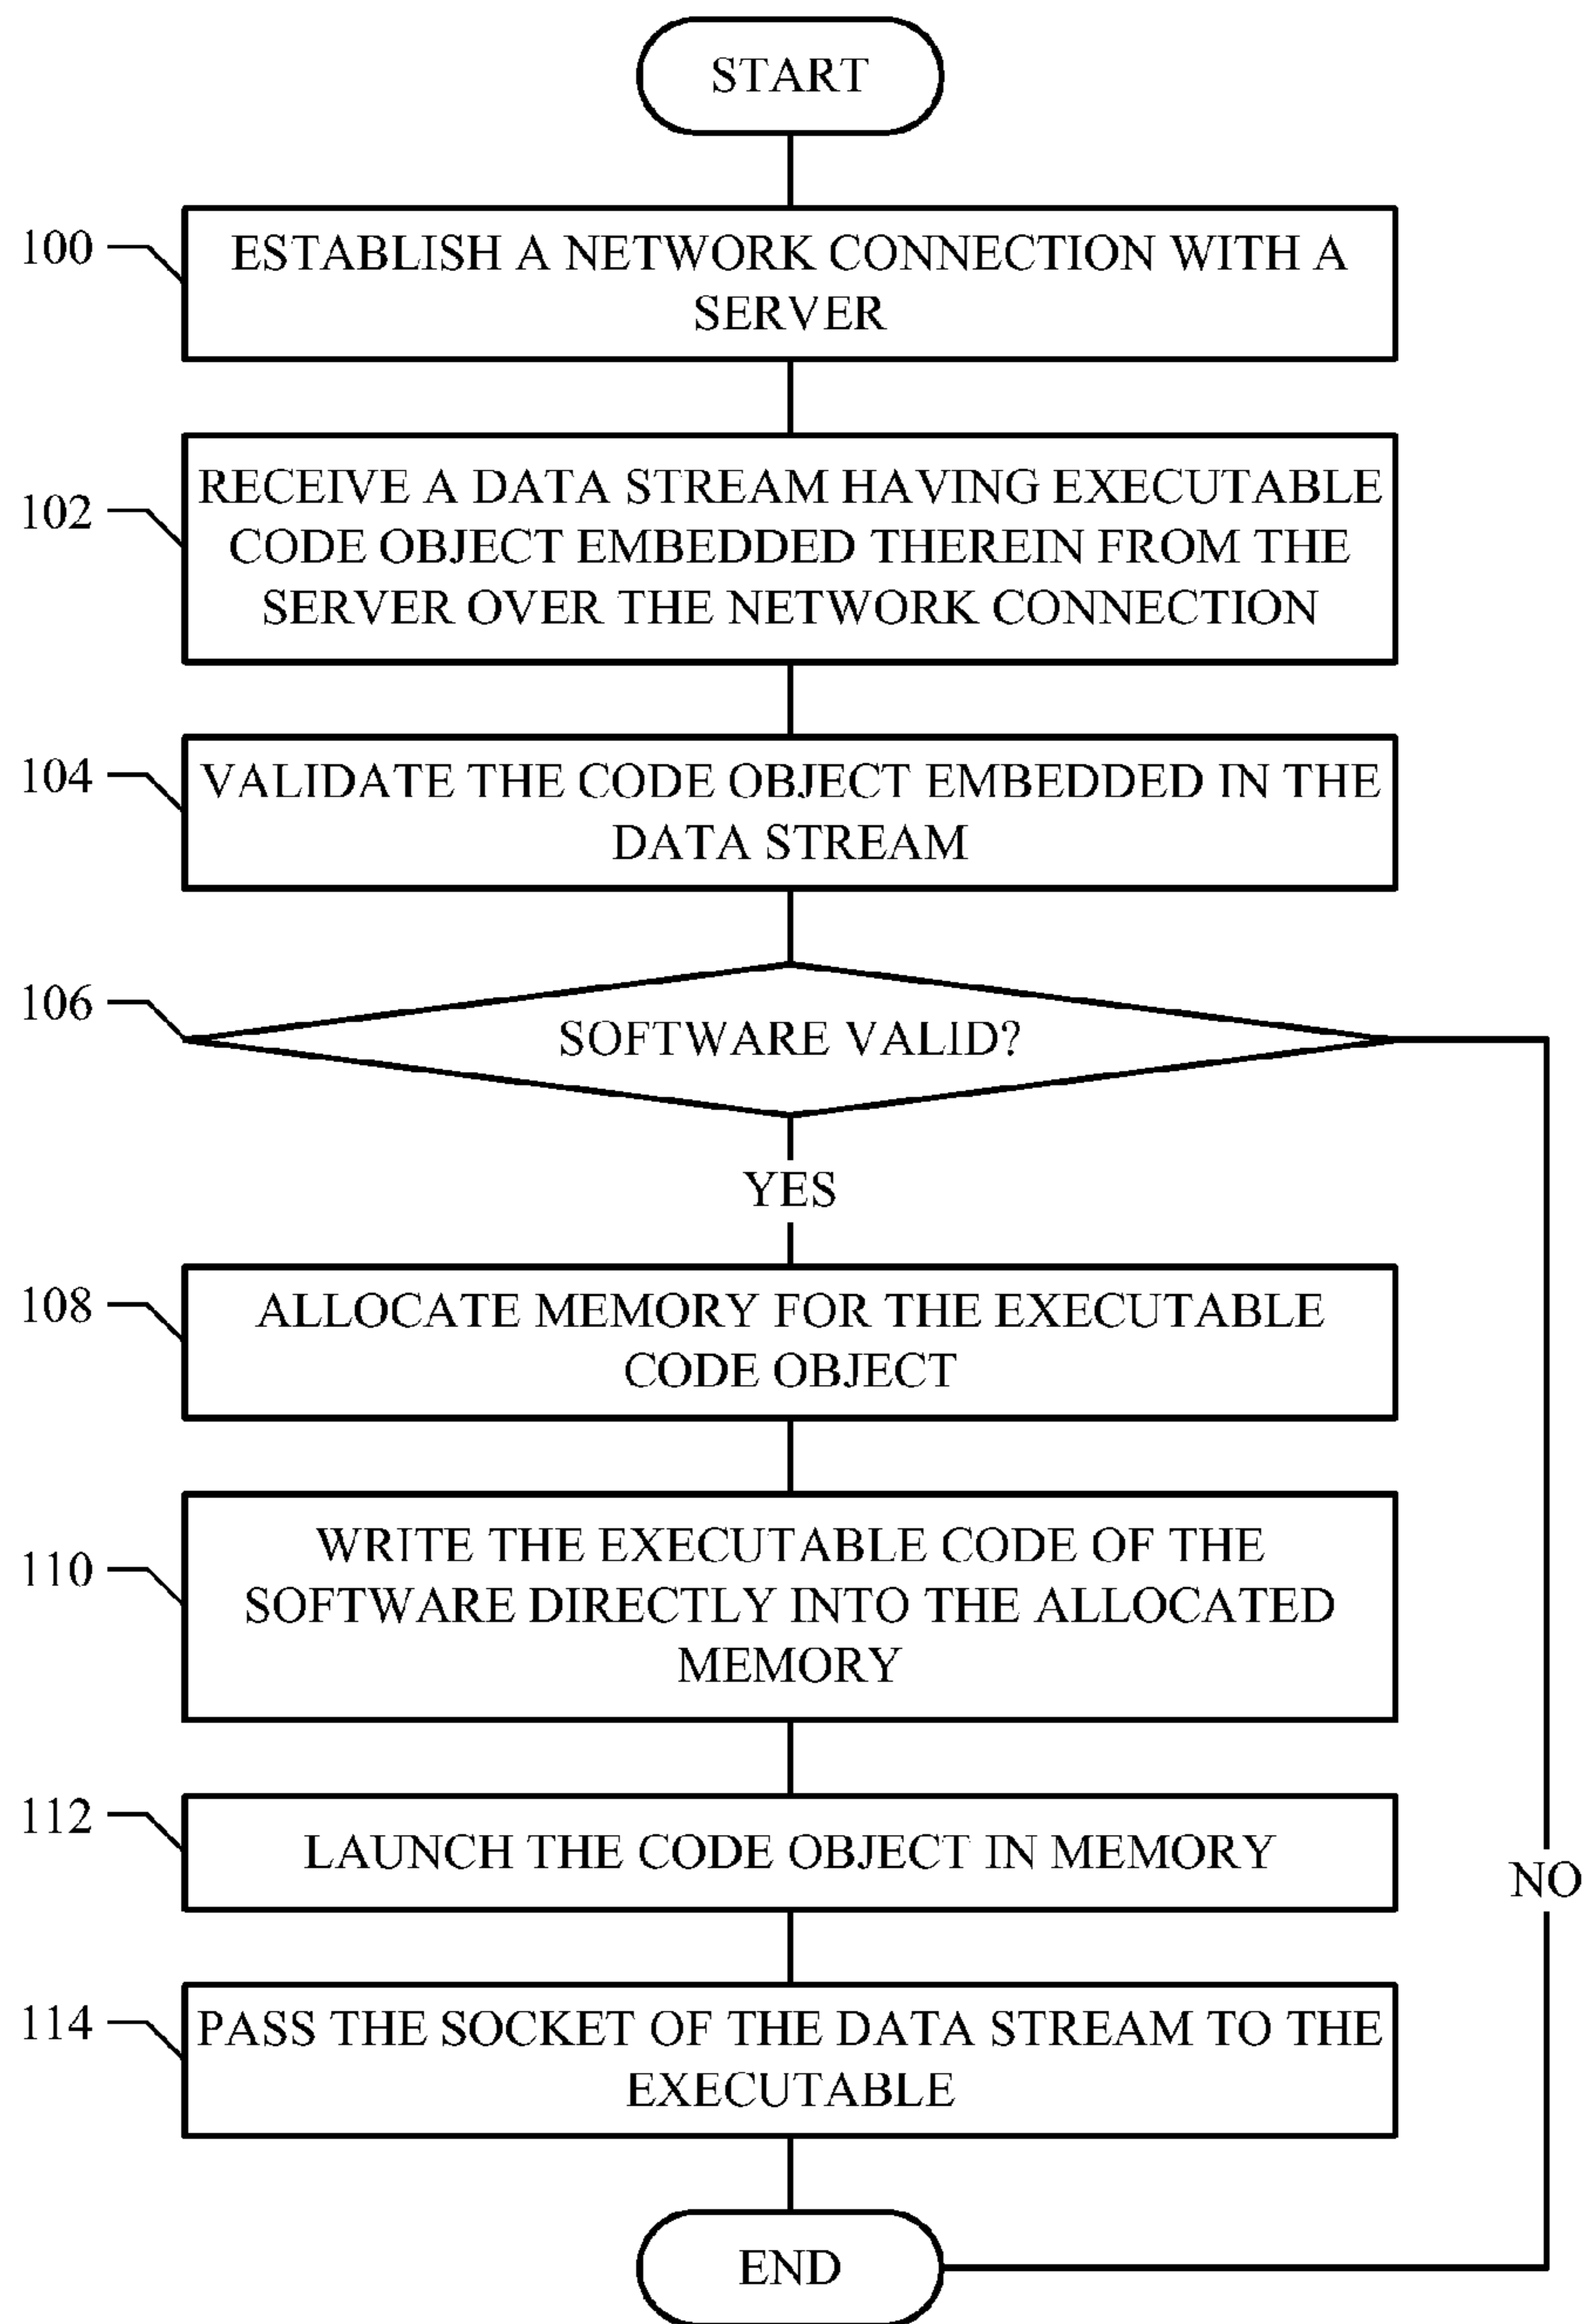 START
100
ESTABLISH A NETWORK CONNECTION WITH A
SERVER
102
RECEIVE A DATA STREAM HAVING EXECUTABLE
CODE OBJECT EMBEDDED THEREIN FROM THE
SERVER OVER THE NETWORK CONNECTION
104
VALIDATE THE CODE OBJECT EMBEDDED IN THE
DATA STREAM
106
SOFTWARE VALID?
YES
108
ALLOCATE MEMORY FOR THE EXECUTABLE
CODE OBJECT
110
WRITE THE EXECUTABLE CODE OF THE
SOFTWARE DIRECTLY INTO THE ALLOCATED
MEMORY
112
LAUNCH THE CODE OBJECT IN MEMORY
NO
114
PASS THE SOCKET OF THE DATA STREAM TO THE
EXECUTABLE
END